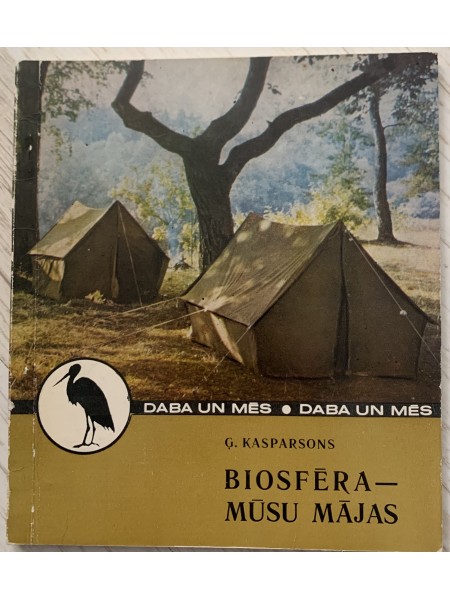 DABA UN MĒS ● DABA UN MĒS
Ģ. KASPARSONS
BIOSFĒRA—
MŪSU MĀJAS